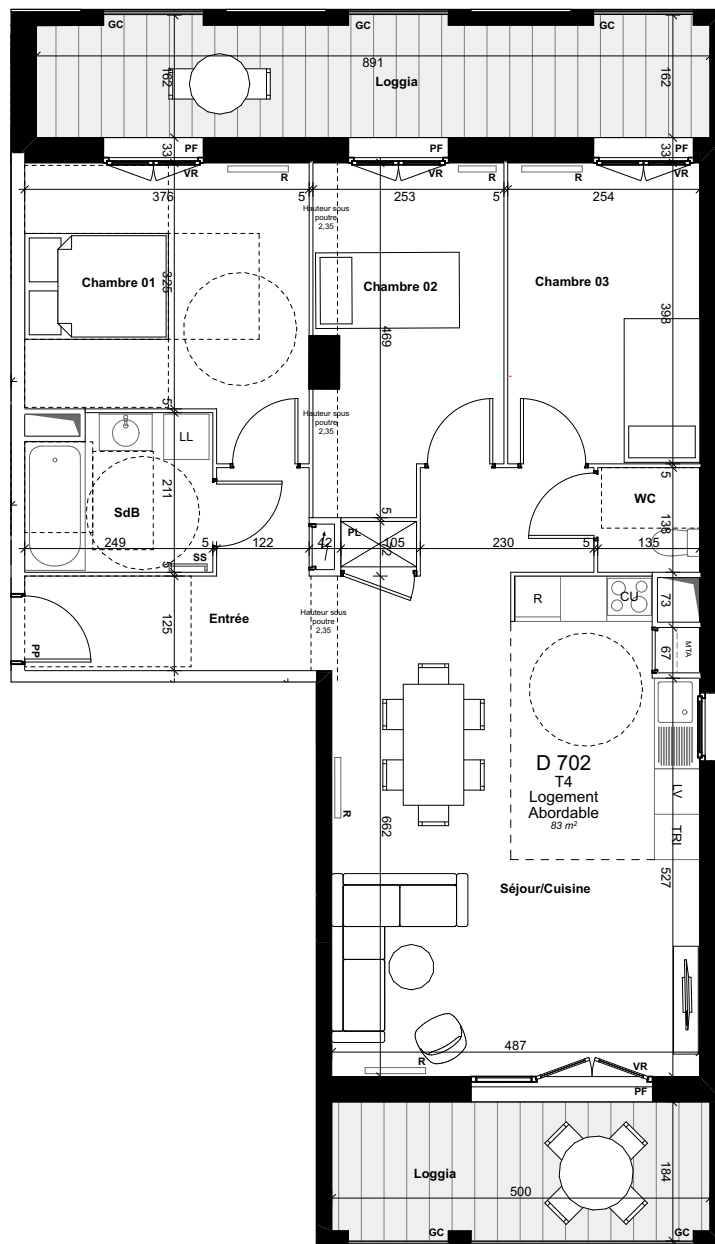 GC
GC
GC
162
891
162
Loggia
33
PF
PF
33
PF
VR
R
VR
R
R
VR
376
5
253
5
254
Hauteur sous
poutre
2,35
Chambre 01
325
Chambre 02
Chambre 03
469
398
5
Hauteur sous
poutre
2,35
LL
211
SdB
5
WC
138
5
PL
249
5
122
42
105
230
5
135
SS
5
72
Entrée
125
Hauteur sous
poutre
2,35
PP
R
CU
73
67
MTA
D 702
T4
Logement
Abordable
83 m²
LV
TRI
R
662
527
Séjour/Cuisine
487
R
VR
PF
Loggia
184
500
GC
GC